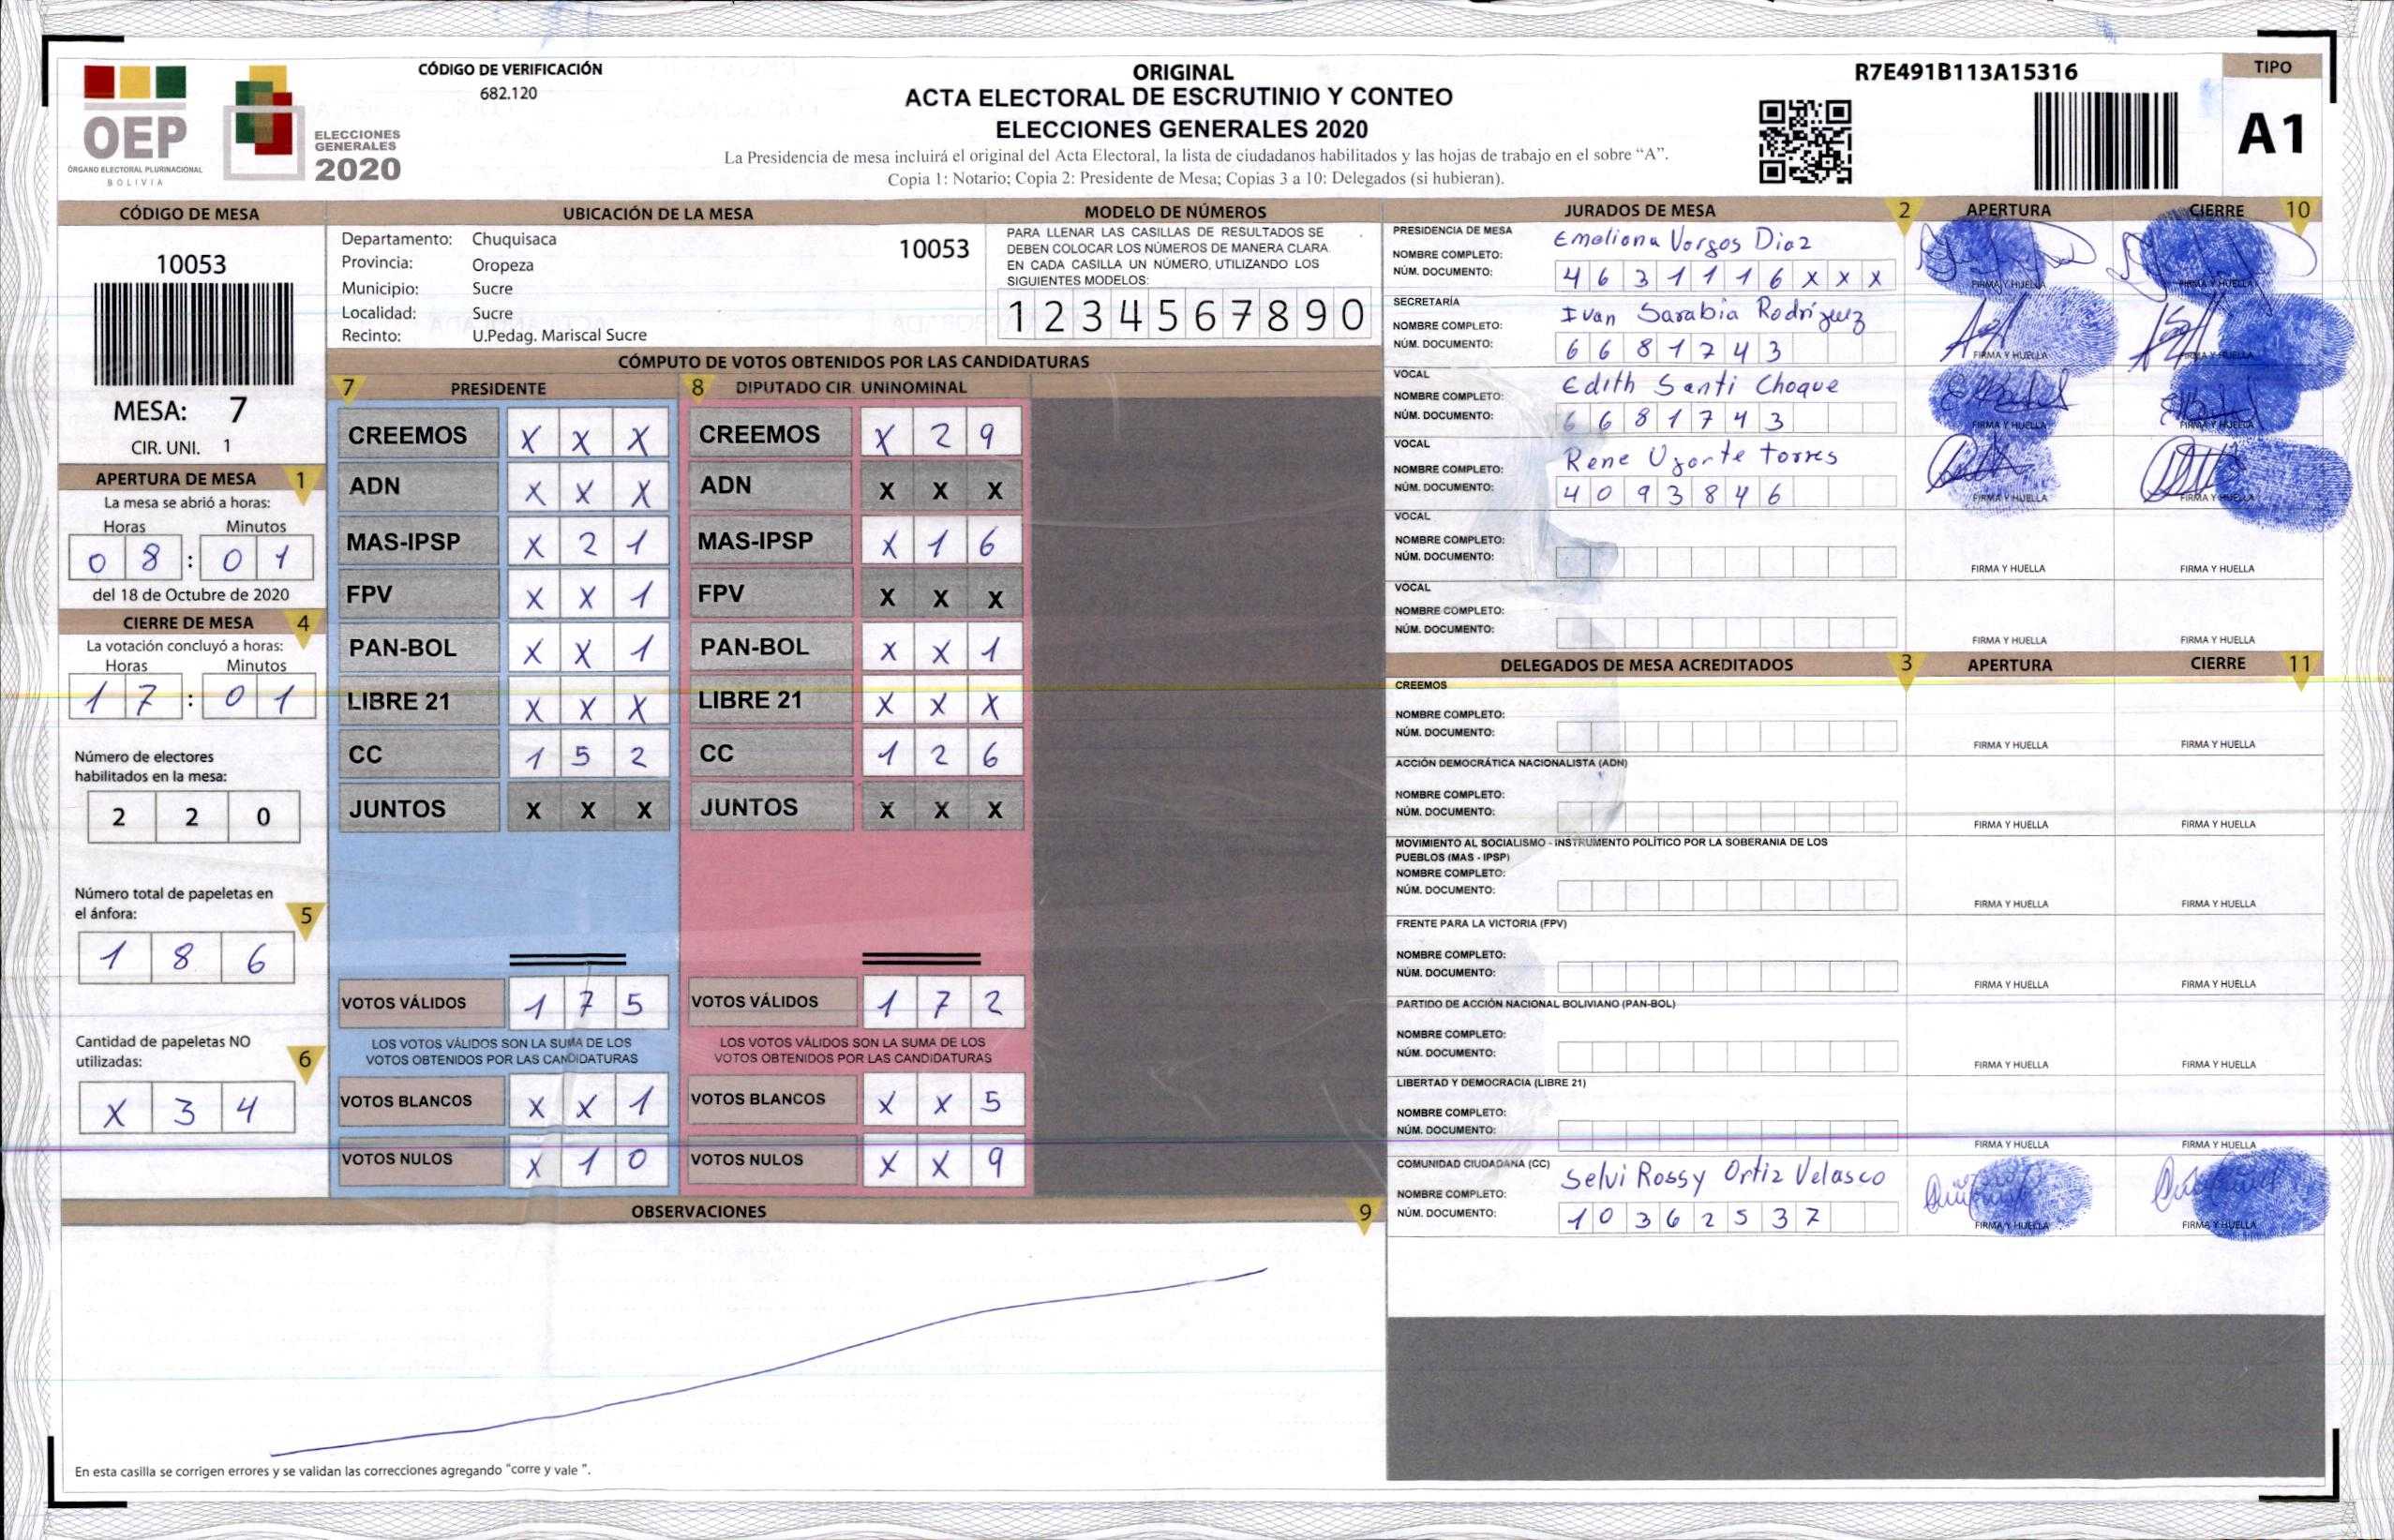 OEP
ÓRGANO ELECTORAL PLURINACIONAL
BOLIVIA
ELECCIONES
GENERALES
2020
CÓDIGO DE VERIFICACIÓN
682.120
ORIGINAL
ACTA ELECTORAL DE ESCRUTINIO Y CONTEO
ELECCIONES GENERALES 2020
La Presidencia de mesa incluirá el original del Acta Electoral, la lista de ciudadanos habilitados y las hojas de trabajo en el sobre “A”.
Copia 1: Notario; Copia 2: Presidente de Mesa; Copias 3 a 10: Delegados (si hubieran).
R7E491B113A15316
TIPO
A1
CÓDIGO DE MESA
10053
MESA: 7
CIR. UNI. 1
APERTURA DE MESA 1
La mesa se abrió a horas:
Horas Minutos
0 8 : 0 1
del 18 de Octubre de 2020
CIERRE DE MESA 4
La votación concluyó a horas:
Horas Minutos
1 7 : 0 1
Número de electores
habilitados en la mesa:
2 2 0
Número total de papeletas en
el ánfora: 5
1 8 6
Cantidad de papeletas NO
utilizadas: 6
X 3 4
UBICACIÓN DE LA MESA
Departamento: Chuquisaca 10053
Provincia: Oropeza
Municipio: Sucre
Localidad: Sucre
Recinto: U.Pedag. Mariscal Sucre
MODELO DE NÚMEROS
PARA LLENAR LAS CASILLAS DE RESULTADOS SE
DEBEN COLOCAR LOS NÚMEROS DE MANERA CLARA
EN CADA CASILLA UN NÚMERO, UTILIZANDO LOS
SIGUIENTES MODELOS:
1 2 3 4 5 6 7 8 9 0
CÓMPUTO DE VOTOS OBTENIDOS POR LAS CANDIDATURAS
7 PRESIDENTE
CREEMOS X X X
ADN X X X
MAS-IPSP X 2 1
FPV X X 1
PAN-BOL X X 1
LIBRE 21 X X X
CC 1 5 2
JUNTOS X X X
VOTOS VÁLIDOS 1 7 5
LOS VOTOS VÁLIDOS SON LA SUMA DE LOS
VOTOS OBTENIDOS POR LAS CANDIDATURAS
VOTOS BLANCOS X X 1
VOTOS NULOS X 1 0
8 DIPUTADO CIR. UNINOMINAL
CREEMOS X 2 9
ADN X X X
MAS-IPSP X 1 6
FPV X X X
PAN-BOL X X 1
LIBRE 21 X X X
CC 1 2 6
JUNTOS X X X
VOTOS VÁLIDOS 1 7 2
LOS VOTOS VÁLIDOS SON LA SUMA DE LOS
VOTOS OBTENIDOS POR LAS CANDIDATURAS
VOTOS BLANCOS X X 5
VOTOS NULOS X X 9
OBSERVACIONES 9
En esta casilla se corrigen errores y se validan las correcciones agregando "corre y vale ".
JURADOS DE MESA 2 APERTURA CIERRE 10
PRESIDENCIA DE MESA
NOMBRE COMPLETO: Emeliana Vargas Diaz
NÚM. DOCUMENTO: 4 6 3 1 1 1 6 X X X
FIRMA Y HUELLA FIRMA Y HUELLA
SECRETARÍA
NOMBRE COMPLETO: Ivan Sarabia Rodríguez
NÚM. DOCUMENTO: 6 6 8 1 7 4 3
FIRMA Y HUELLA FIRMA Y HUELLA
VOCAL
NOMBRE COMPLETO: Edith Santi Choque
NÚM. DOCUMENTO: 6 6 8 1 7 4 3
FIRMA Y HUELLA FIRMA Y HUELLA
VOCAL
NOMBRE COMPLETO: Rene Ugarte Torres
NÚM. DOCUMENTO: 4 0 9 3 8 4 6
FIRMA Y HUELLA FIRMA Y HUELLA
VOCAL
NOMBRE COMPLETO:
NÚM. DOCUMENTO:
FIRMA Y HUELLA FIRMA Y HUELLA
VOCAL
NOMBRE COMPLETO:
NÚM. DOCUMENTO:
FIRMA Y HUELLA FIRMA Y HUELLA
DELEGADOS DE MESA ACREDITADOS 3 APERTURA CIERRE 11
CREEMOS
NOMBRE COMPLETO:
NÚM. DOCUMENTO:
FIRMA Y HUELLA FIRMA Y HUELLA
ACCIÓN DEMOCRÁTICA NACIONALISTA (ADN)
NOMBRE COMPLETO:
NÚM. DOCUMENTO:
FIRMA Y HUELLA FIRMA Y HUELLA
MOVIMIENTO AL SOCIALISMO - INSTRUMENTO POLÍTICO POR LA SOBERANIA DE LOS
PUEBLOS (MAS - IPSP)
NOMBRE COMPLETO:
NÚM. DOCUMENTO:
FIRMA Y HUELLA FIRMA Y HUELLA
FRENTE PARA LA VICTORIA (FPV)
NOMBRE COMPLETO:
NÚM. DOCUMENTO:
FIRMA Y HUELLA FIRMA Y HUELLA
PARTIDO DE ACCIÓN NACIONAL BOLIVIANO (PAN-BOL)
NOMBRE COMPLETO:
NÚM. DOCUMENTO:
FIRMA Y HUELLA FIRMA Y HUELLA
LIBERTAD Y DEMOCRACIA (LIBRE 21)
NOMBRE COMPLETO:
NÚM. DOCUMENTO:
FIRMA Y HUELLA FIRMA Y HUELLA
COMUNIDAD CIUDADANA (CC)
NOMBRE COMPLETO: Selvi Rossy Ortiz Velasco
NÚM. DOCUMENTO: 1 0 3 6 2 5 3 7
FIRMA Y HUELLA FIRMA Y HUELLA